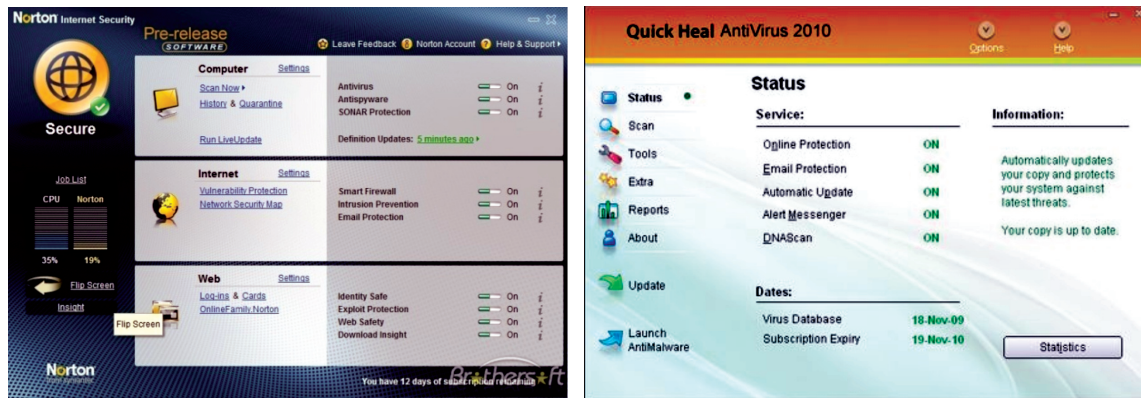 Norton Internet Security
Pre-release
SOFTWARE
Leave Feedback Norton Account ? Help & Support
Secure
Job List
CPU Norton
35% 19%
Flip Screen
Insight
Flip Screen
Norton
from symantec
Computer Settings
Scan Now
History & Quarantine
Run LiveUpdate
Antivirus On i
Antispyware On i
SONAR Protection On i
Definition Updates: 5 minutes ago
Internet Settings
Vulnerability Protection
Network Security Map
Smart Firewall On i
Intrusion Prevention On i
Email Protection On i
Web Settings
Log-ins & Cards
OnlineFamily.Norton
Identity Safe On i
Exploit Protection On i
Web Safety On i
Download Insight On i
You have 12 days of subscription remaining
Br thers ft
Quick Heal AntiVirus 2010
Options Help
Status
Scan
Tools
Extra
Reports
About
Update
Launch
AntiMalware
Status
Service:
Online Protection ON
Email Protection ON
Automatic Update ON
Alert Messenger ON
DNAScan ON
Dates:
Virus Database 18-Nov-09
Subscription Expiry 19-Nov-10
Information:
Automatically updates
your copy and protects
your system against
latest threats.
Your copy is up to date.
Statistics